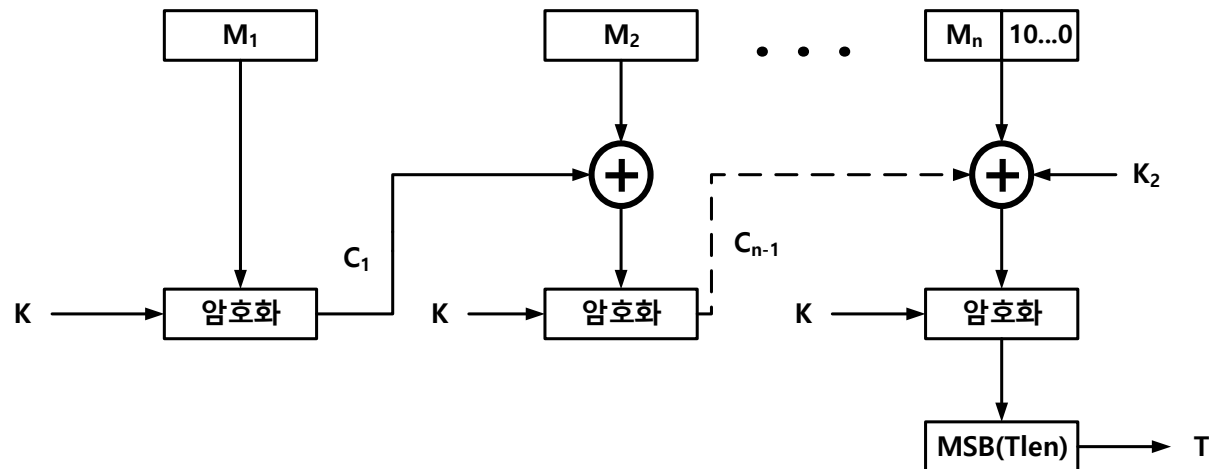 M₁
M₂
• • •
Mₙ 10...0
K₂
C₁
Cₙ₋₁
K 암호화
K 암호화
K 암호화
MSB(Tlen) T